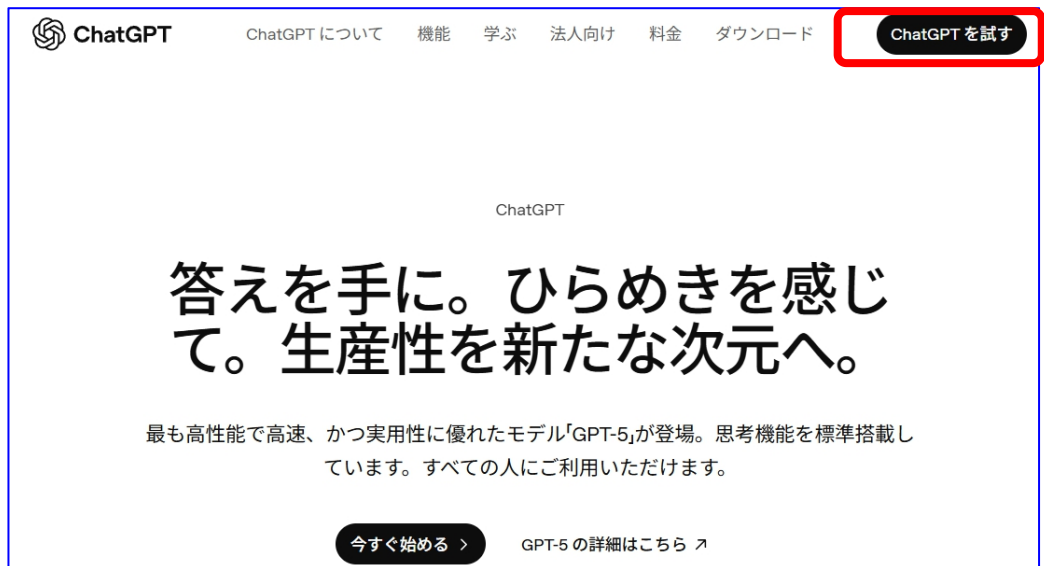 ChatGPT ChatGPT について 機能 学ぶ 法人向け 料金 ダウンロード ChatGPT を試す
ChatGPT
答えを手に。ひらめきを感じ
て。生産性を新たな次元へ。
最も高性能で高速、かつ実用性に優れたモデル「GPT-5」が登場。思考機能を標準搭載し
ています。すべての人にご利用いただけます。
今すぐ始める > GPT-5 の詳細はこちら ↗